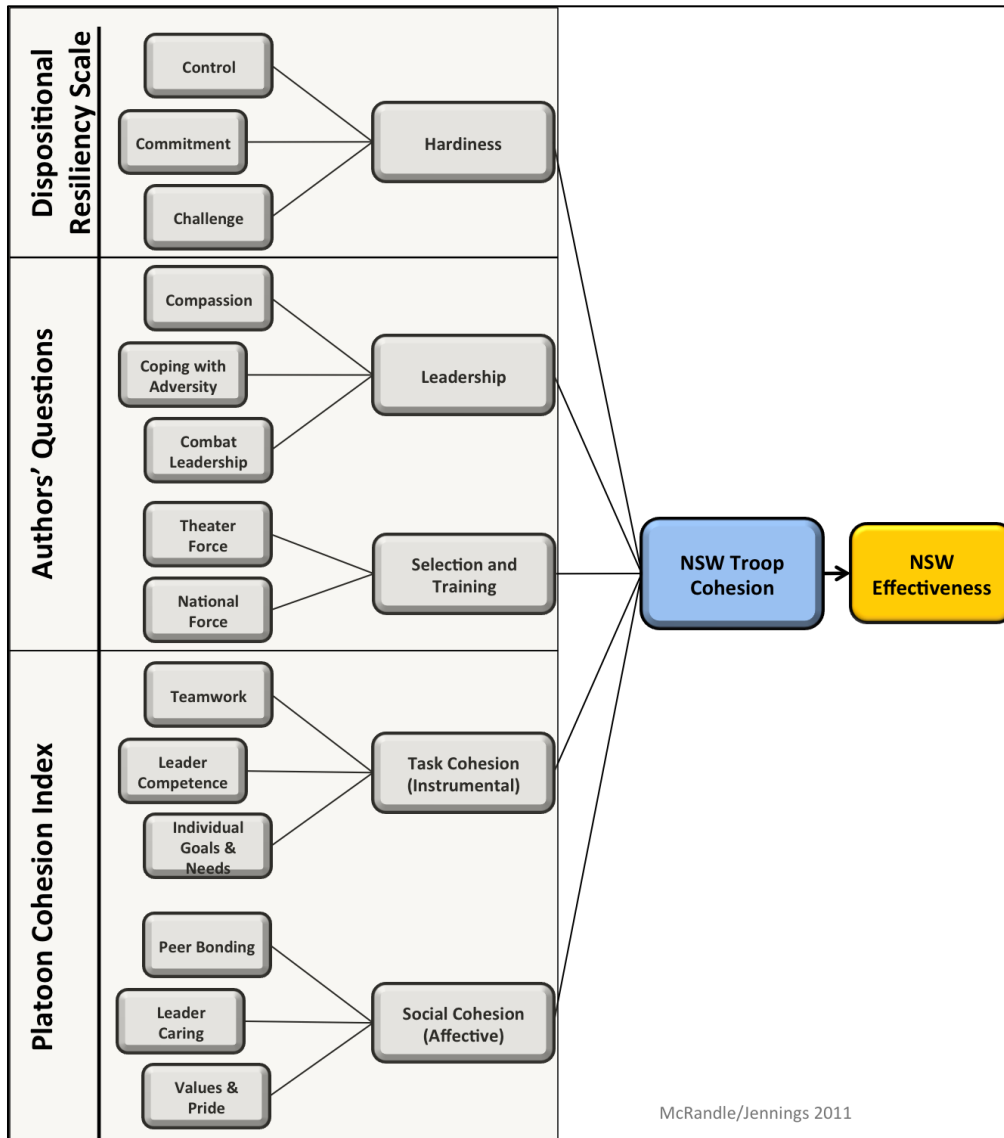 Dispositional
Resiliency Scale
Control
Commitment
Challenge
Hardiness
Authors’ Questions
Compassion
Coping with
Adversity
Combat
Leadership
Leadership
Theater
Force
National
Force
Selection and
Training
Platoon Cohesion Index
Teamwork
Leader
Competence
Individual
Goals &
Needs
Task Cohesion
(Instrumental)
Peer Bonding
Leader
Caring
Values &
Pride
Social Cohesion
(Affective)
NSW Troop
Cohesion
NSW
Effectiveness
McRandle/Jennings 2011